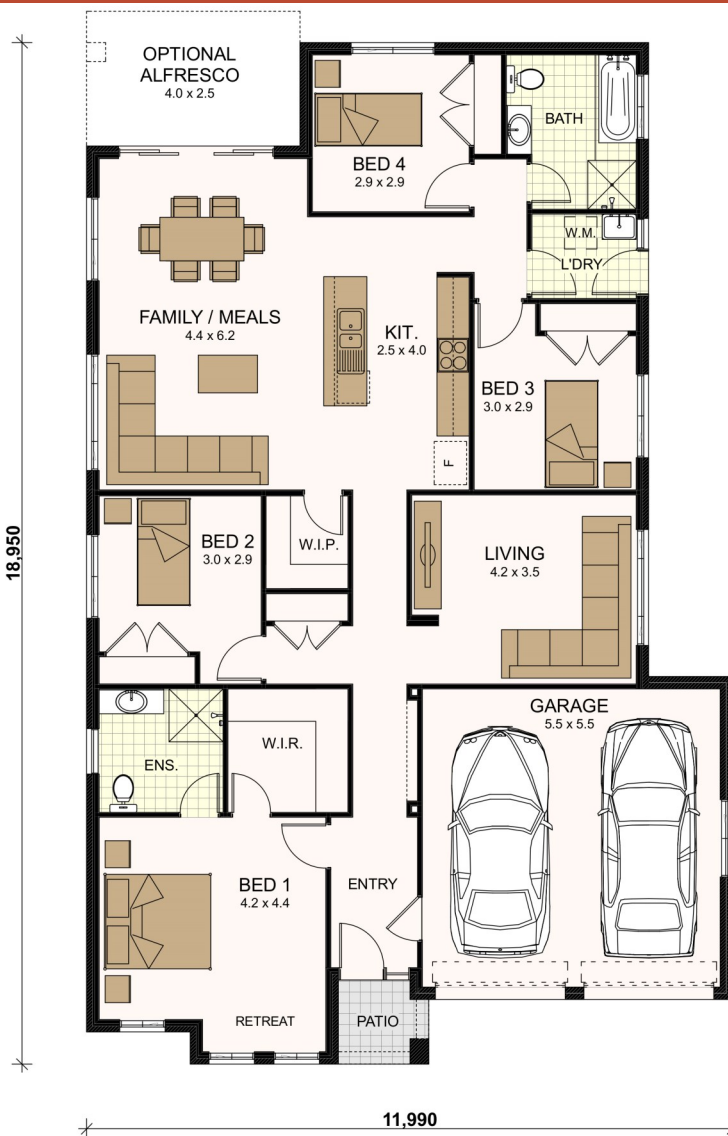 OPTIONAL
ALFRESCO
4.0 x 2.5
BED 4
2.9 x 2.9
BATH
W.M.
L'DRY
FAMILY / MEALS
4.4 x 6.2
KIT.
2.5 x 4.0
BED 3
3.0 x 2.9
F
BED 2
3.0 x 2.9
W.I.P.
LIVING
4.2 x 3.5
18,950
ENS.
W.I.R.
GARAGE
5.5 x 5.5
BED 1
4.2 x 4.4
ENTRY
RETREAT
PATIO
11,990